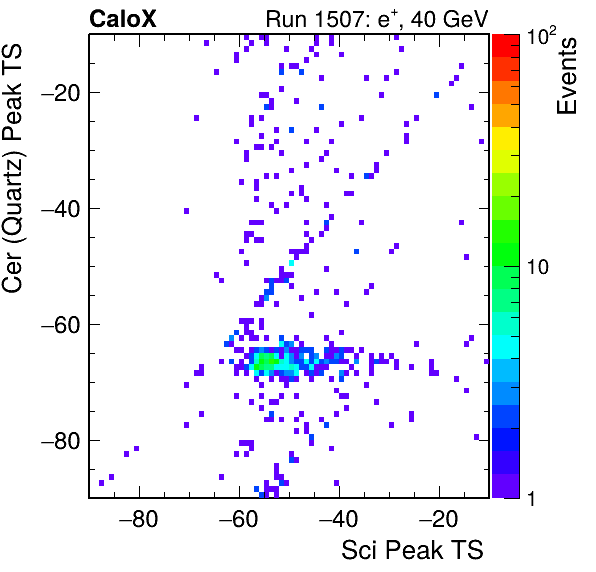 CaloX Run 1507: e⁺, 40 GeV
Cer (Quartz) Peak TS
−20
−40
−60
−80
−80 −60 −40 −20
Sci Peak TS
10²
10
1
Events